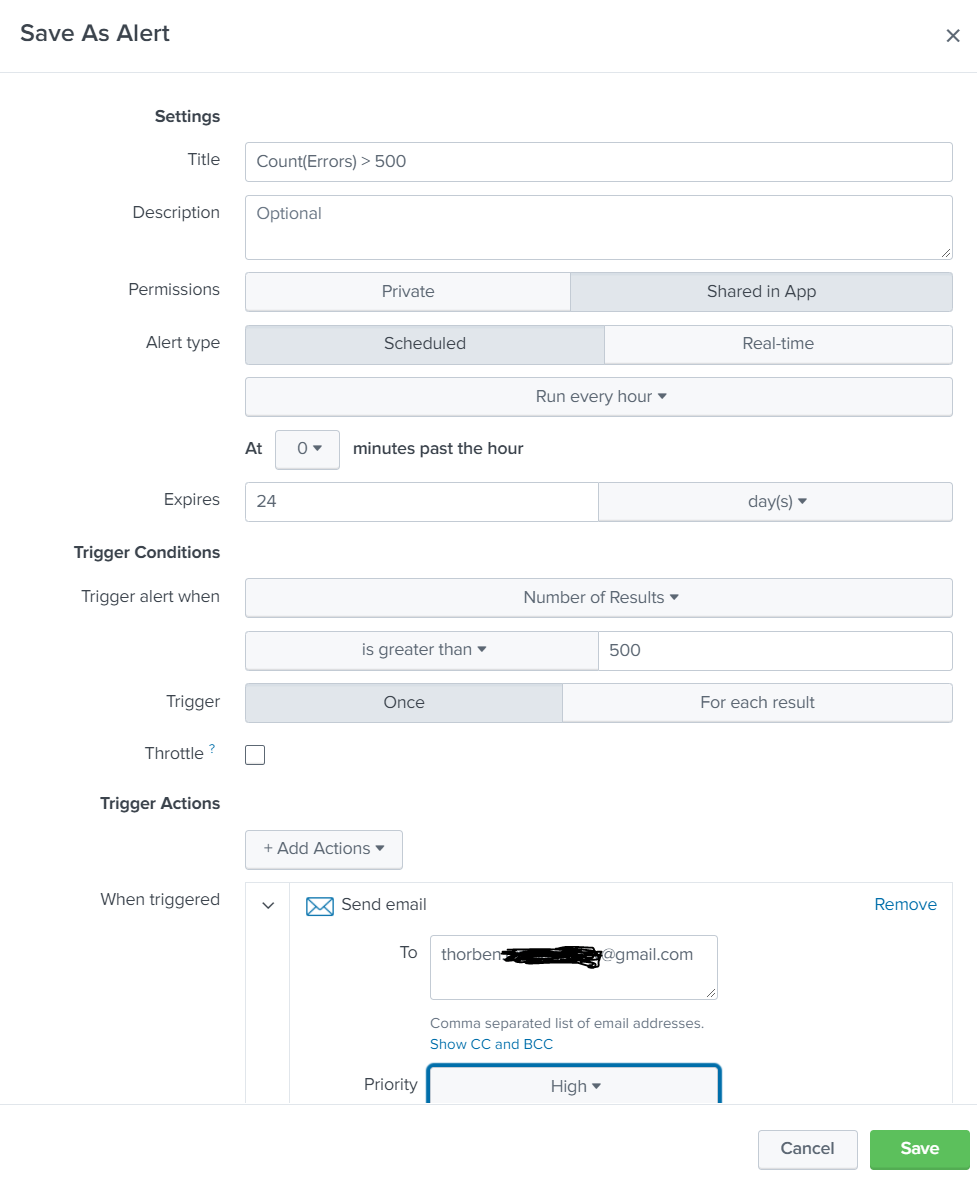 Save As Alert
Settings
Title Count(Errors) > 500
Description Optional
Permissions Private Shared in App
Alert type Scheduled Real-time
Run every hour
At 0 minutes past the hour
Expires 24 day(s)
Trigger Conditions
Trigger alert when Number of Results
is greater than 500
Trigger Once For each result
Throttle ?
Trigger Actions
+ Add Actions
When triggered Send email Remove
To thorben @gmail.com
Comma separated list of email addresses.
Show CC and BCC
Priority High
Cancel Save